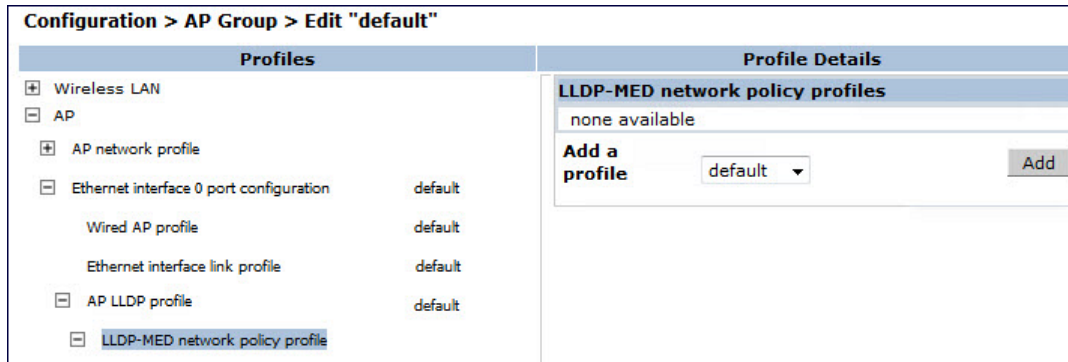 Configuration > AP Group > Edit "default"
Profiles
Wireless LAN
AP
AP network profile
Ethernet interface 0 port configuration default
Wired AP profile default
Ethernet interface link profile default
AP LLDP profile default
LLDP-MED network policy profile
Profile Details
LLDP-MED network policy profiles
none available
Add a
profile default Add